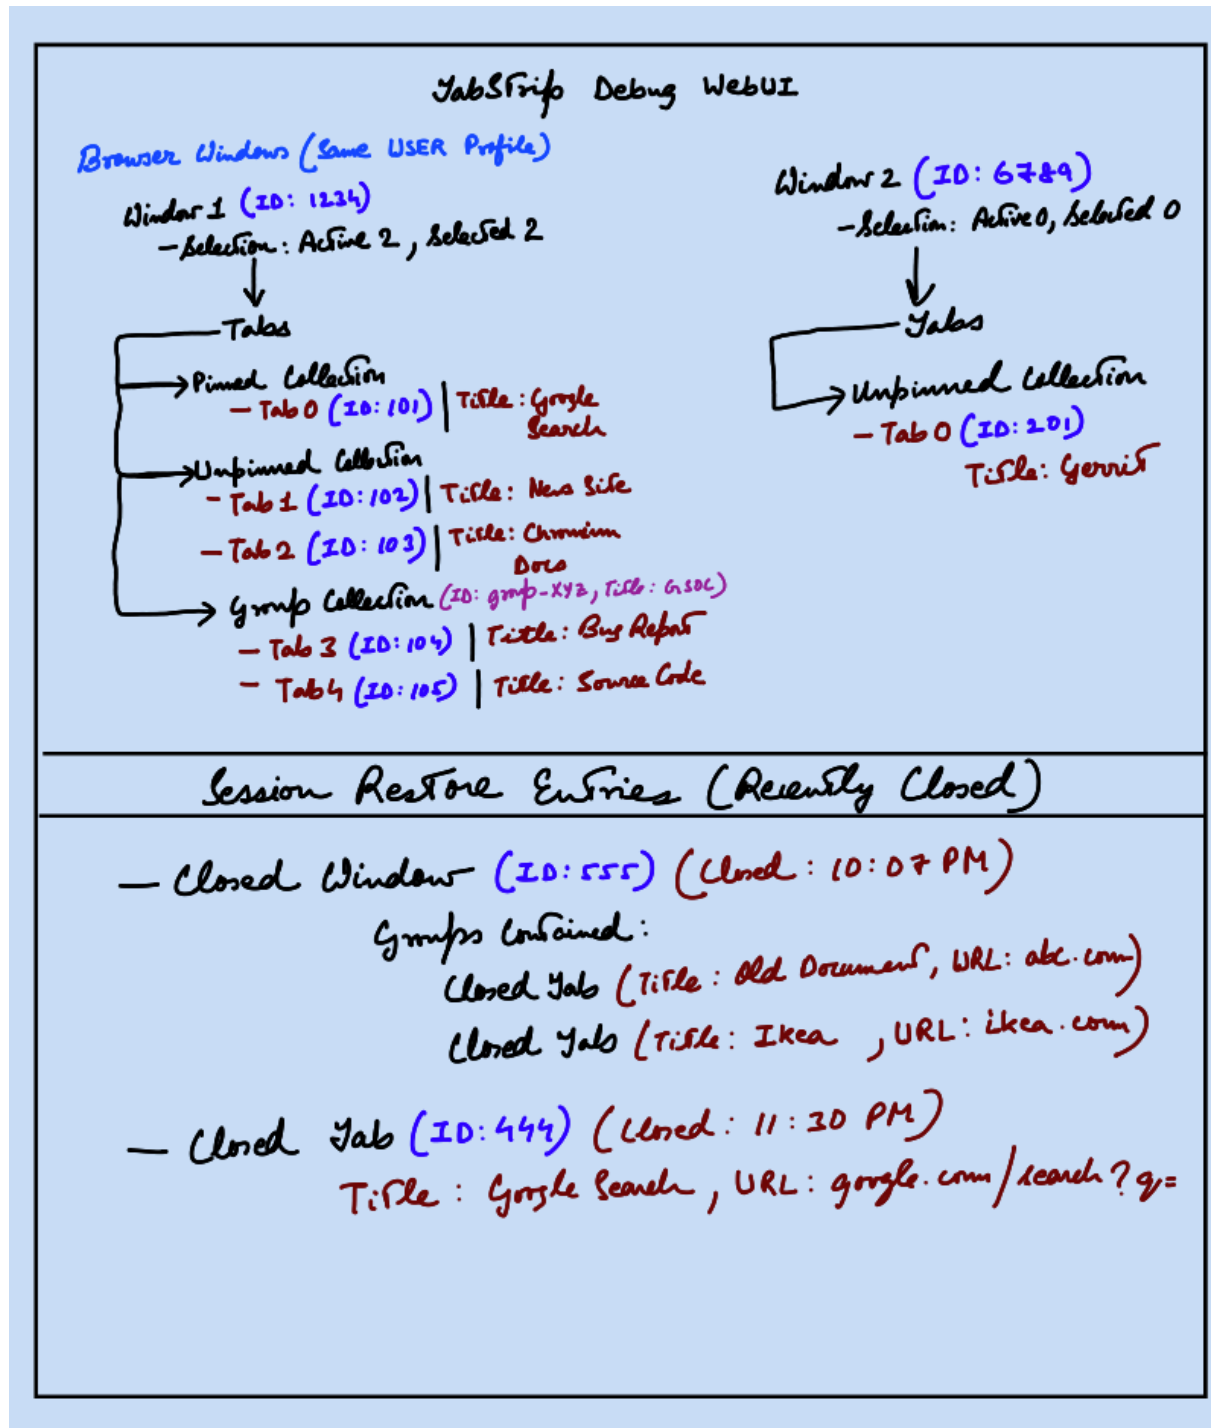 TabStrip Debug WebUI
Browser Windows (Same USER Profile)
Window 1 (ID: 1234)
- Selection: Active 2, Selected 2
Tabs
Pinned Collection
- Tab 0 (ID: 101) | Title: Google
Search
Unpinned Collection
- Tab 1 (ID: 102) | Title: News Site
- Tab 2 (ID: 103) | Title: Chromium
Docs
Group Collection (ID: group-XYZ, Title: GSOC)
- Tab 3 (ID: 104) | Title: Bug Report
- Tab 4 (ID: 105) | Title: Source Code
Window 2 (ID: 6789)
- Selection: Active 0, Selected 0
Tabs
Unpinned Collection
- Tab 0 (ID: 201)
Title: Gerrit
Session Restore Entries (Recently Closed)
- Closed Window (ID: 555) (Closed: 10:07 PM)
Groups Contained:
Closed Tab (Title: Old Document, URL: abc.com)
Closed Tab (Title: Ikea, URL: ikea.com)
- Closed Tab (ID: 444) (Closed: 11:30 PM)
Title: Google Search, URL: google.com/search?q=